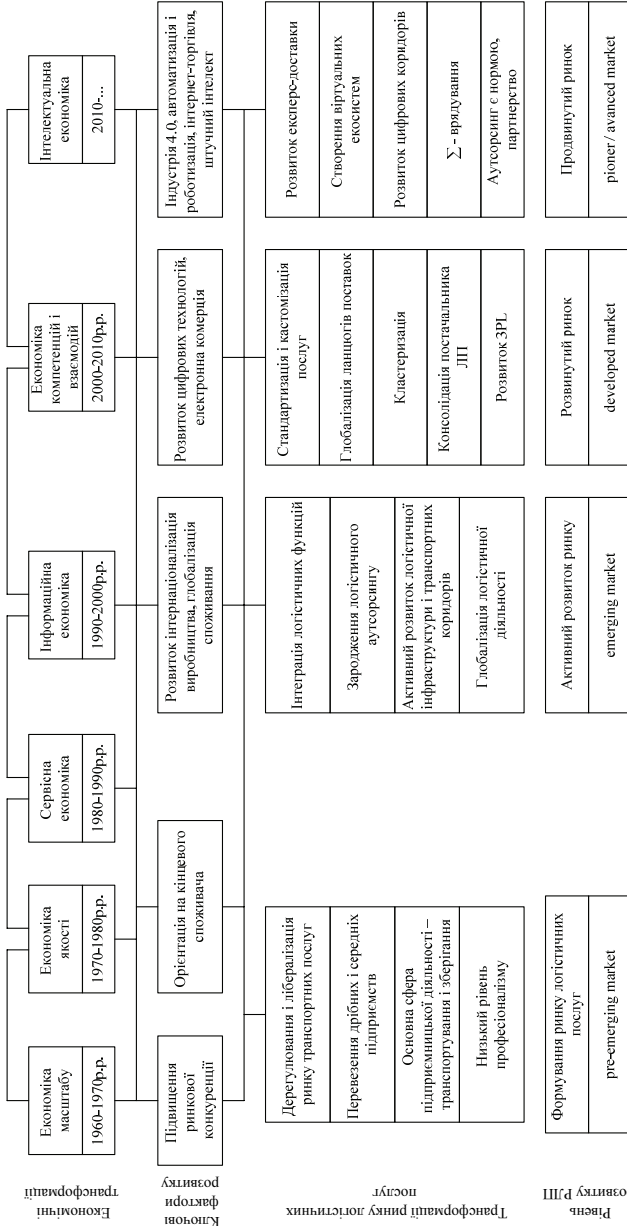 Економічні
трансформації
Економіка
масштабу
1960-1970р.р.
Економіка
якості
1970-1980р.р.
Сервісна
економіка
1980-1990р.р.
Інформаційна
економіка
1990-2000р.р.
Економіка
компетенцій і
взаємодій
2000-2010р.р.
Інтелектуальна
економіка
2010-...
Ключові
фактори
розвитку
Підвищення
ринкової
конкуренції
Орієнтація на кінцевого
споживача
Розвиток інтернаціоналізація
виробництва, глобалізація
споживання
Розвиток цифрових технологій,
електронна комерція
Індустрія 4.0, автоматизація і
роботизація, інтернет-торгівля,
штучний інтелект
Трансформації ринку логістичних
послуг
Дерегулювання і лібералізація
ринку транспортних послуг
Перевезення дрібних і середніх
підприємств
Основна сфера
підприємницької діяльності –
транспортування і зберігання
Низький рівень
професіоналізму
Інтеграція логістичних функцій
Зародження логістичного
аутсорсингу
Активний розвиток логістичної
інфраструктури і транспортних
коридорів
Глобалізація логістичної
діяльності
Стандартизація і кастомізація
послуг
Глобалізація ланцюгів поставок
Кластеризація
Консолідація постачальника
ЛП
Розвиток 3PL
Розвиток експерс-доставки
Створення віртуальних
екосистем
Розвиток цифрових коридорів
Σ - врядування
Аутсорсинг є нормою,
партнерство
Рівень
розвитку РЛП
Формування ринку логістичних
послуг
pre-emerging market
Активний розвиток ринку
emerging market
Розвинутий ринок
developed market
Продвинутий ринок
pioner / avanced market